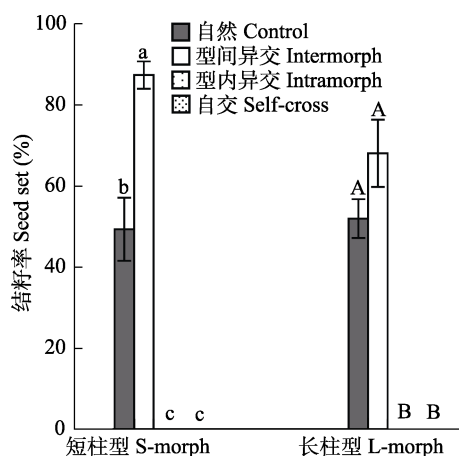 100
80
60
40
20
0
结籽率 Seed set (%)
自然 Control
型间异交 Intermorph
型内异交 Intramorph
自交 Self-cross
b
a
c
c
A
A
B
B
短柱型 S-morph
长柱型 L-morph